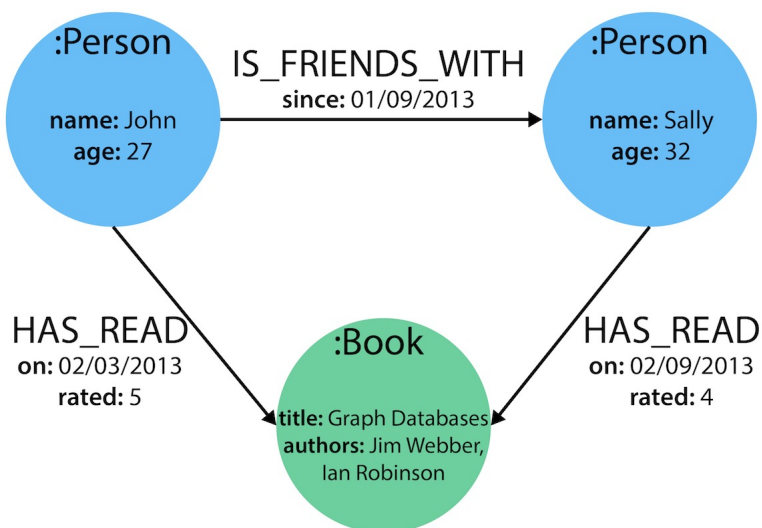 :Person
name: John
age: 27
IS_FRIENDS_WITH
since: 01/09/2013
:Person
name: Sally
age: 32
HAS_READ
on: 02/03/2013
rated: 5
:Book
title: Graph Databases
authors: Jim Webber,
Ian Robinson
HAS_READ
on: 02/09/2013
rated: 4